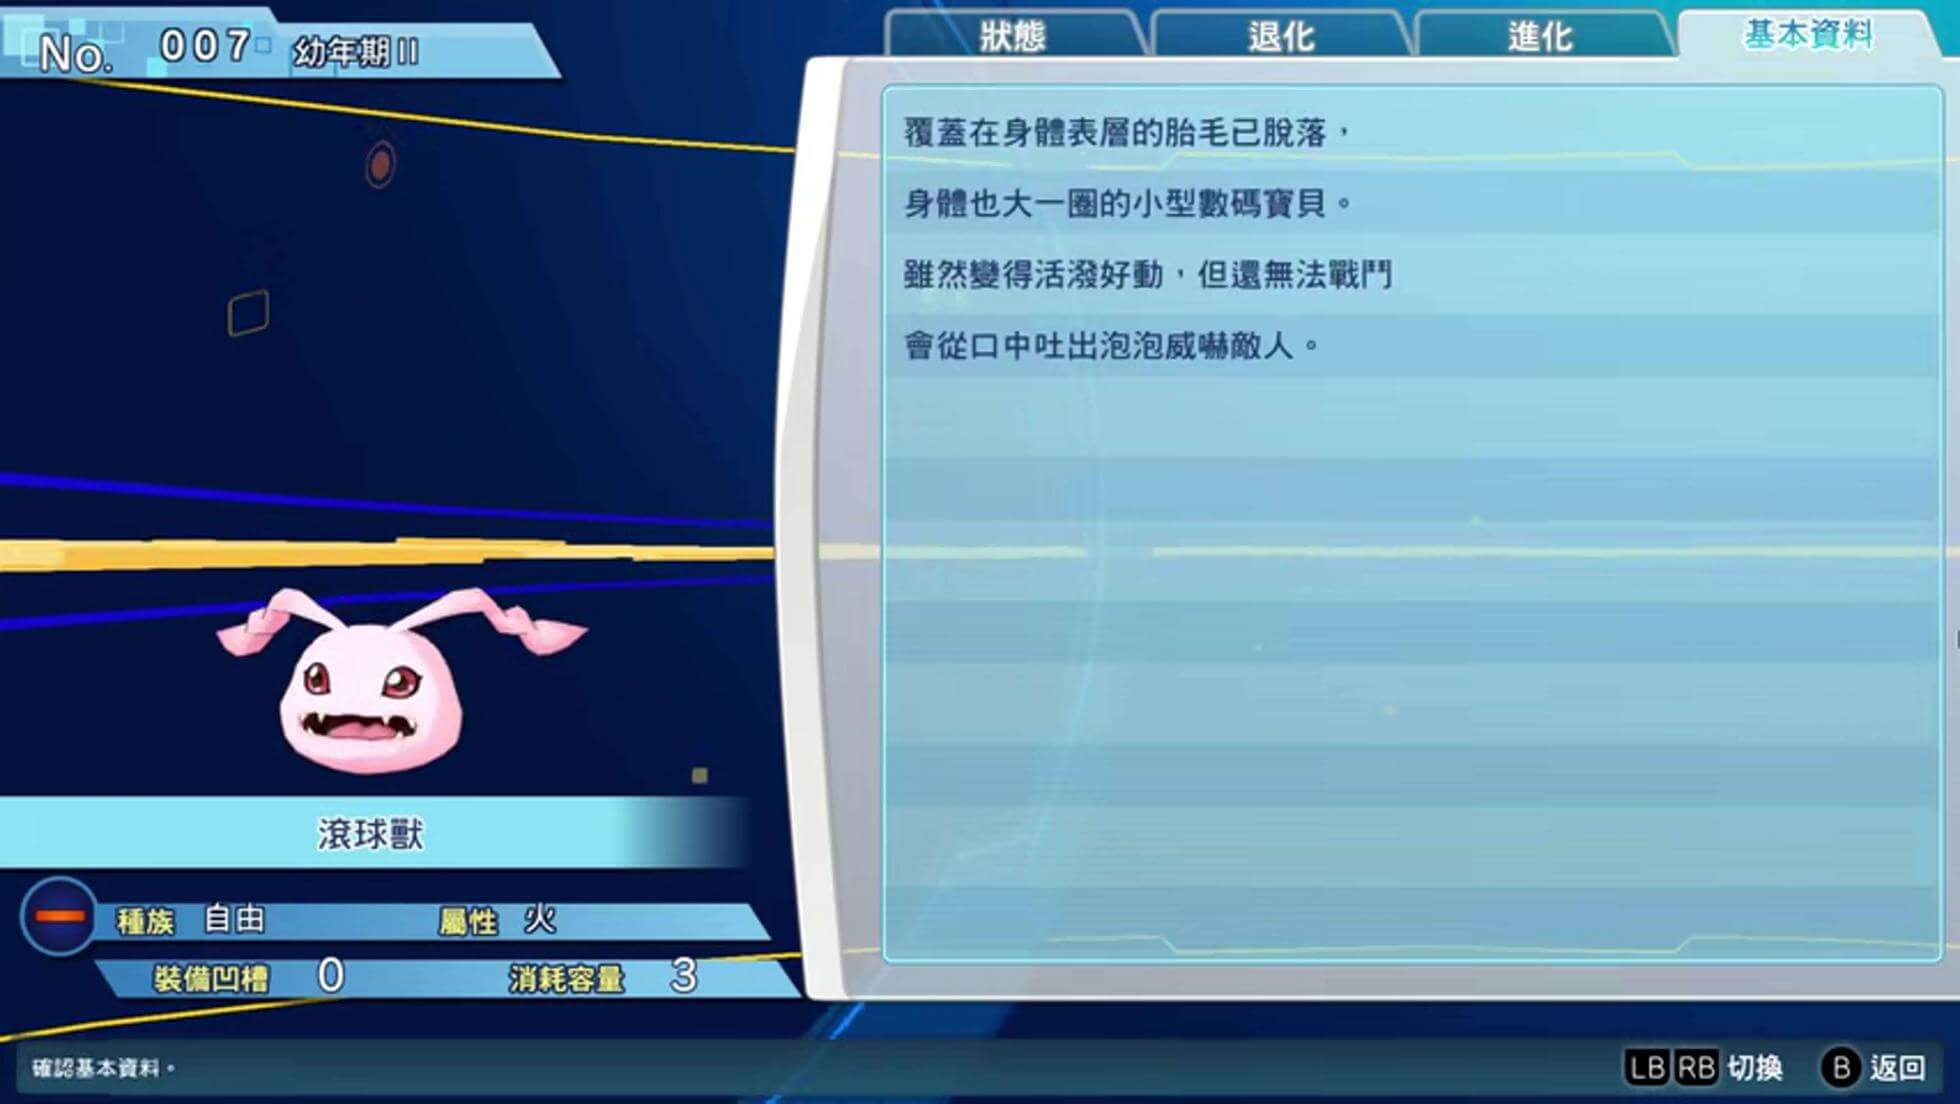 No. 007 幼年期II
狀態 退化 進化 基本資料
覆蓋在身體表層的胎毛已脫落，
身體也大一圈的小型數碼寶貝。
雖然變得活潑好動，但還無法戰鬥
會從口中吐出泡泡威嚇敵人。
滾球獸
種族 自由 屬性 火
裝備凹槽 0 消耗容量 3
確認基本資料。
LB RB 切換 B 返回